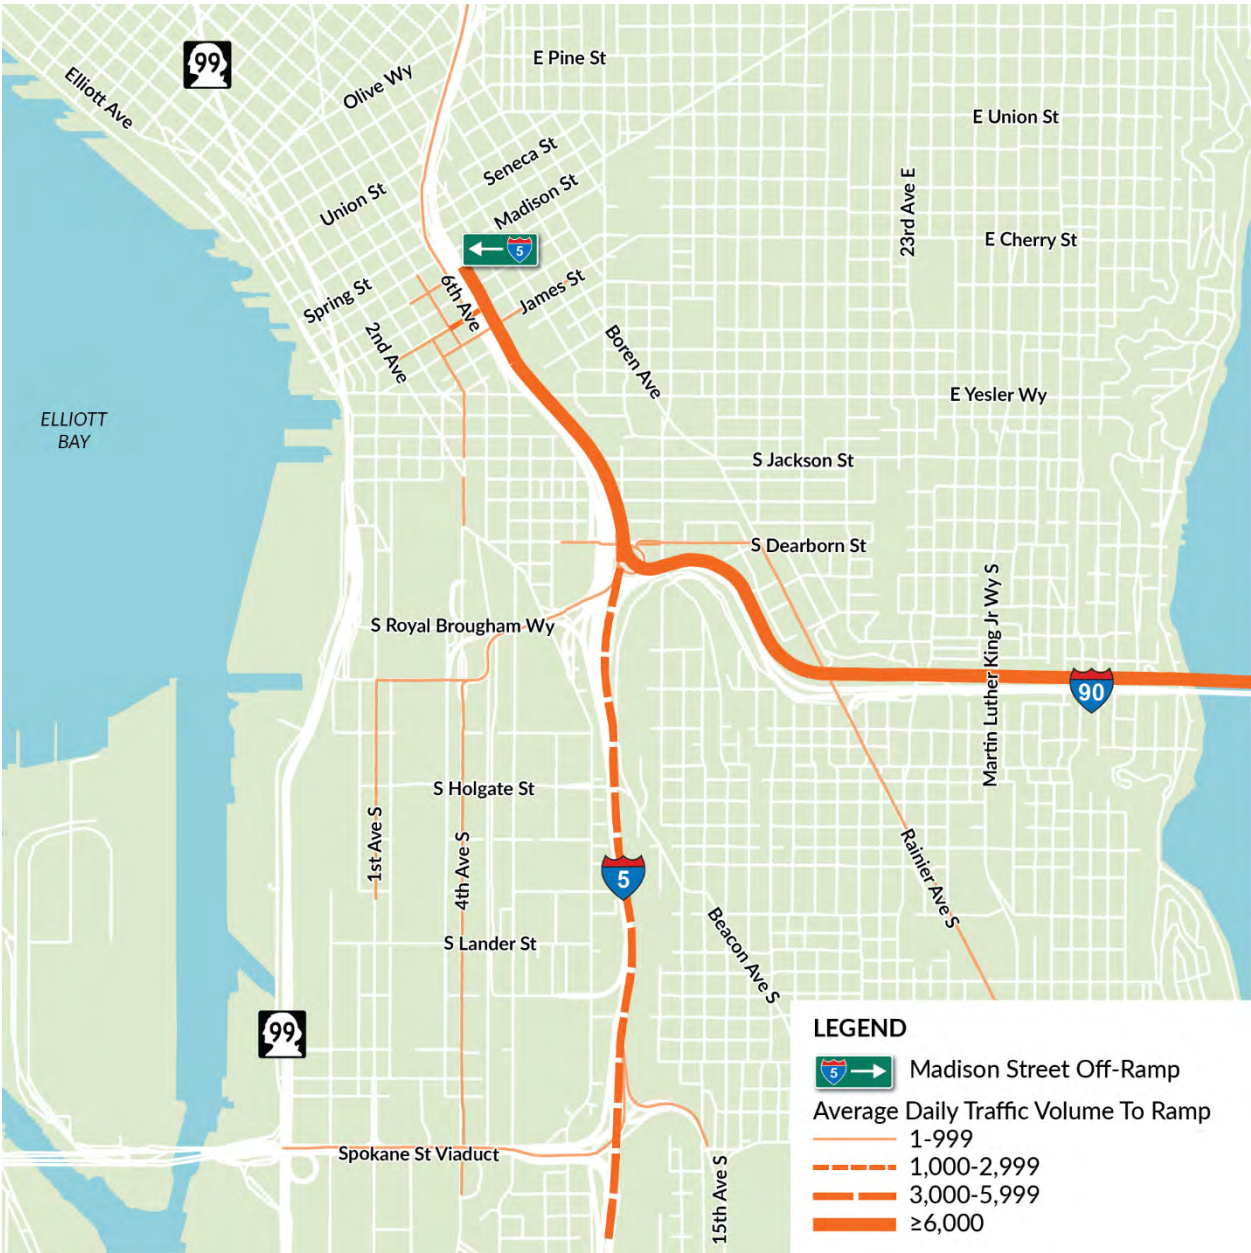 99
E Pine St
Elliott Ave
Olive Wy
E Union St
Seneca St
Union St
Madison St
23rd Ave E
E Cherry St
5
6th Ave
James St
Spring St
2nd Ave
Boren Ave
E Yesler Wy
ELLIOTT
BAY
S Jackson St
S Dearborn St
S Royal Brougham Wy
Martin Luther King Jr Wy S
90
S Holgate St
1st Ave S
4th Ave S
5
Rainier Ave S
S Lander St
Beacon Ave S
99
Spokane St Viaduct
15th Ave S
LEGEND
5
Madison Street Off-Ramp
Average Daily Traffic Volume To Ramp
1-999
1,000-2,999
3,000-5,999
≥6,000